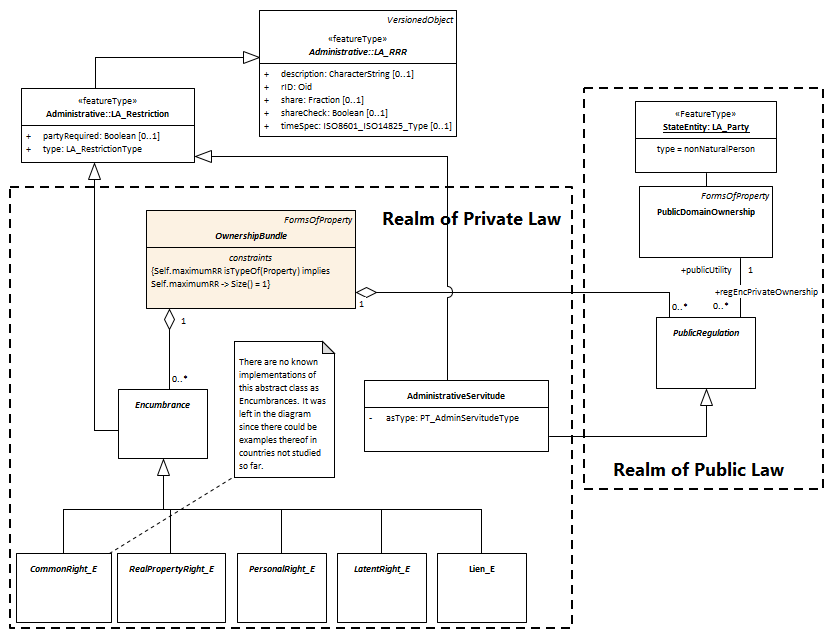 VersionedObject
«featureType»
Administrative::LA_RRR
+ description: CharacterString [0..1]
+ rID: Oid
+ share: Fraction [0..1]
+ shareCheck: Boolean [0..1]
+ timeSpec: ISO8601_ISO14825_Type [0..1]
«featureType»
Administrative::LA_Restriction
+ partyRequired: Boolean [0..1]
+ type: LA_RestrictionType
«FeatureType»
StateEntity: LA_Party
type = nonNaturalPerson
FormsOfProperty
PublicDomainOwnership
+publicUtility 1
+regEncPrivateOwnership
0..* 0..*
PublicRegulation
Realm of Public Law
Realm of Private Law
FormsOfProperty
OwnershipBundle
constraints
{Self.maximumRR isTypeOf(Property) implies
Self.maximumRR -> Size() = 1}
1
1
0..*
Encumbrance
There are no known
implementations of
this abstract class as
Encumbrances. It was
left in the diagram
since there could be
examples thereof in
countries not studied
so far.
AdministrativeServitude
- asType: PT_AdminServitudeType
CommonRight_E
RealPropertyRight_E
PersonalRight_E
LatentRight_E
Lien_E